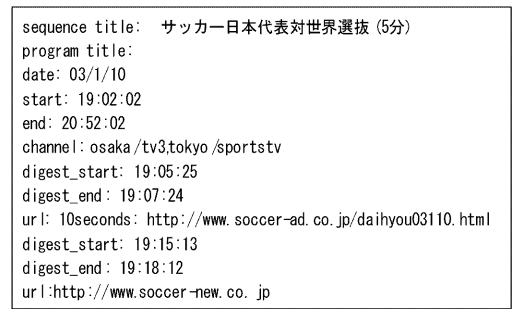 sequence title:　サッカー日本代表対世界選抜 (5分)
program title:
date: 03/1/10
start: 19:02:02
end: 20:52:02
channel: osaka/tv3,tokyo/sportstv
digest_start: 19:05:25
digest_end: 19:07:24
url: 10seconds: http://www.soccer-ad.co.jp/daihyou03110.html
digest_start: 19:15:13
digest_end: 19:18:12
url:http://www.soccer-new.co. jp